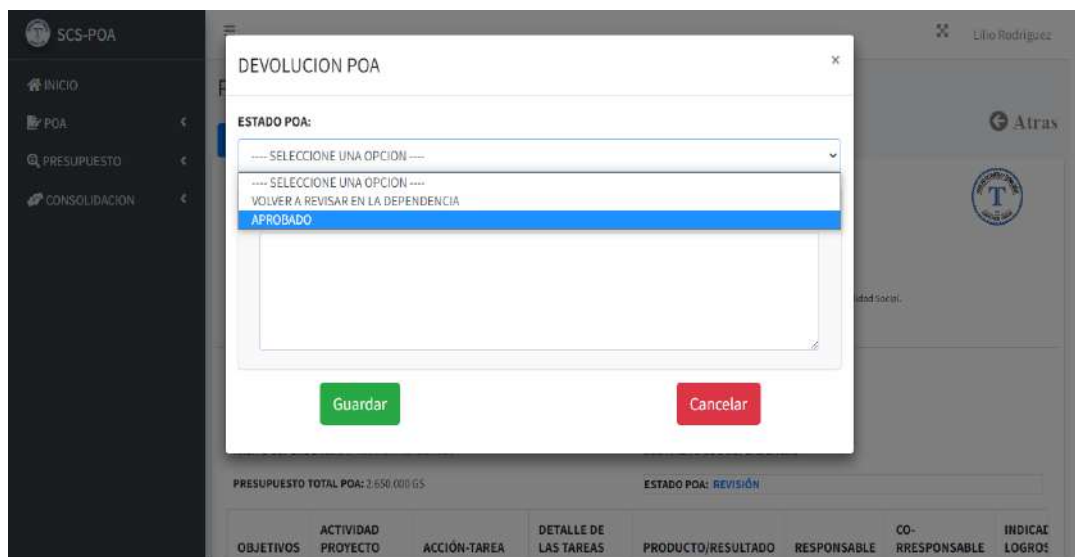 SCS-POA
Lilio Rodriguez
INICIO
POA
PRESUPUESTO
CONSOLIDACION
DEVOLUCION POA
×
Atras
ESTADO POA:
---- SELECCIONE UNA OPCION ----
---- SELECCIONE UNA OPCION ----
VOLVER A REVISAR EN LA DEPENDENCIA
APROBADO
T
idad Social.
Guardar
Cancelar
PRESUPUESTO TOTAL POA: 2.650.000 GS
ESTADO POA: REVISIÓN
OBJETIVOS ACTIVIDAD PROYECTO ACCIÓN-TAREA DETALLE DE LAS TAREAS PRODUCTO/RESULTADO RESPONSABLE CO-RRESPONSABLE INDICAD LOGROS